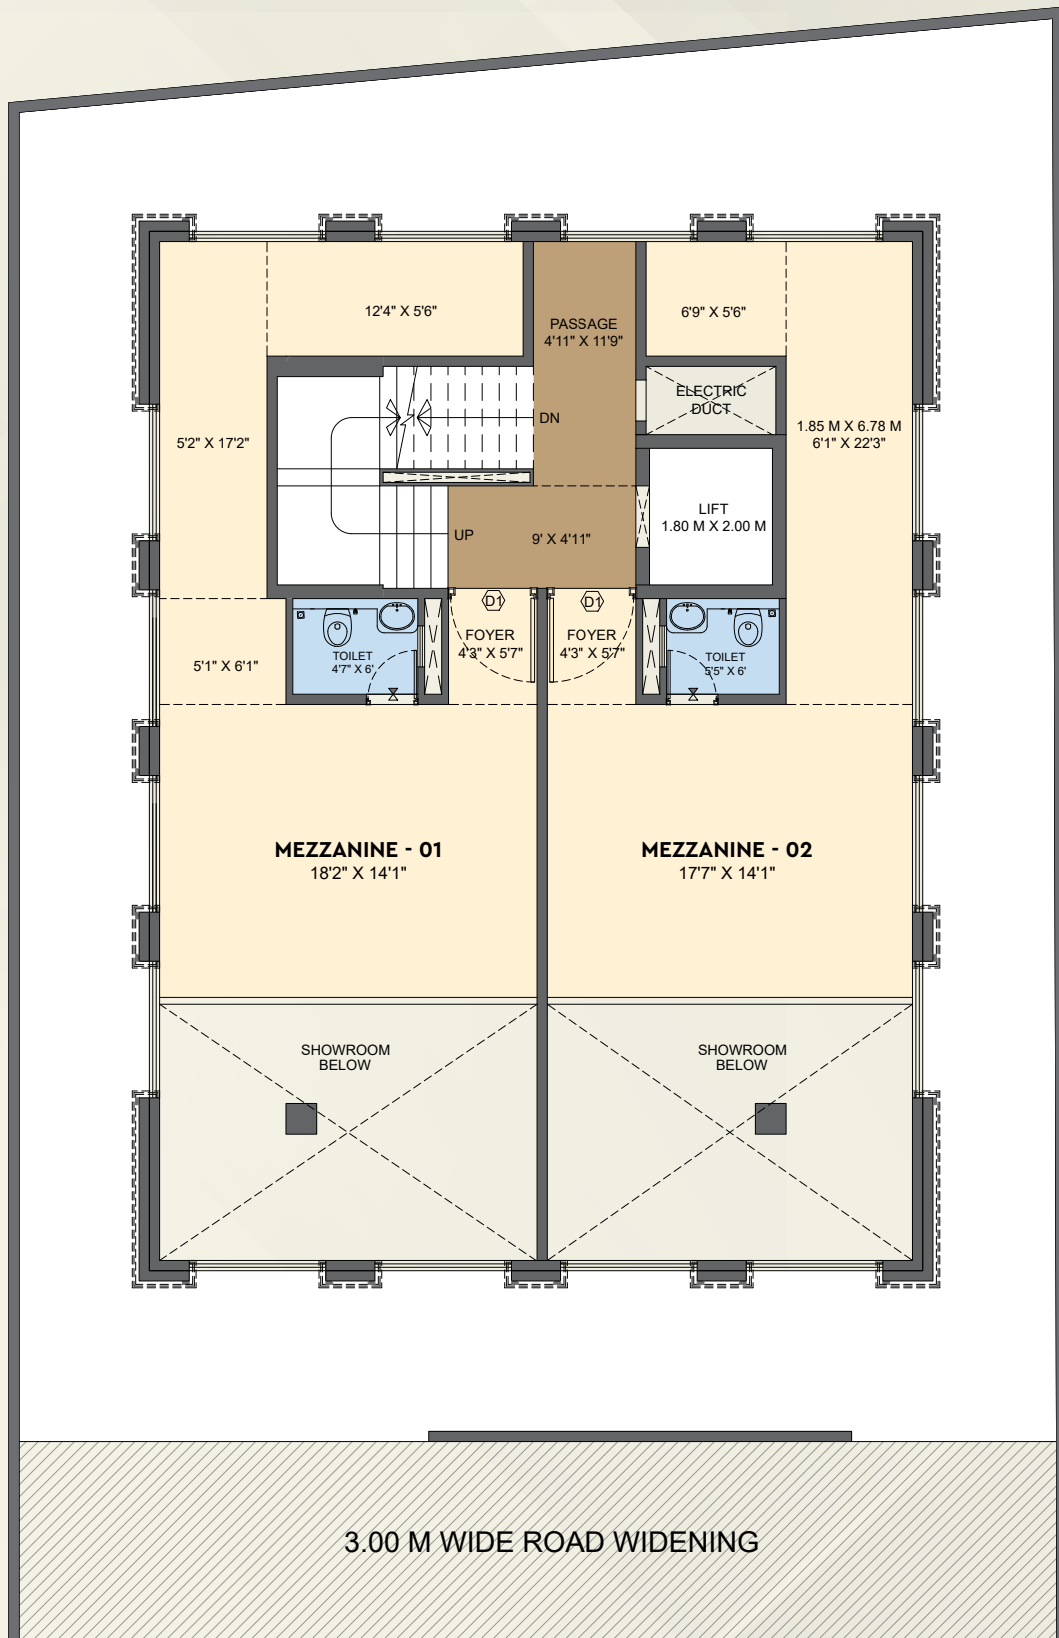 12'4" X 5'6"
PASSAGE
4'11" X 11'9"
6'9" X 5'6"
ELECTRIC
DUCT
DN
5'2" X 17'2"
1.85 M X 6.78 M
6'1" X 22'3"
LIFT
1.80 M X 2.00 M
UP
9' X 4'11"
D1
D1
FOYER
4'3" X 5'7"
FOYER
4'3" X 5'7"
TOILET
4'7" X 6'
TOILET
5'5" X 6'
5'1" X 6'1"
MEZZANINE - 01
18'2" X 14'1"
MEZZANINE - 02
17'7" X 14'1"
SHOWROOM
BELOW
SHOWROOM
BELOW
3.00 M WIDE ROAD WIDENING